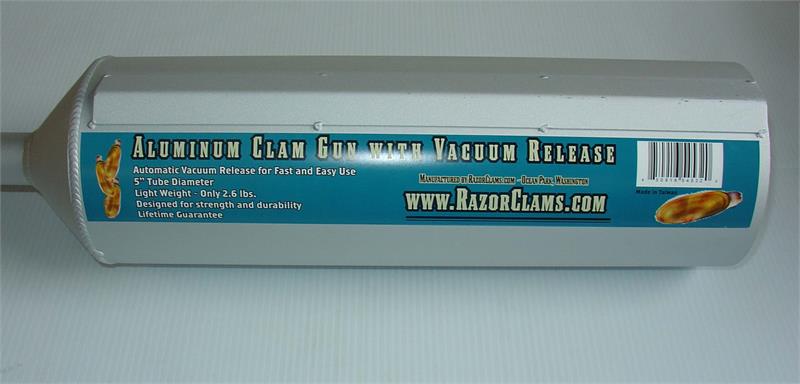 Aluminum Clam Gun with Vacuum Release
Automatic Vacuum Release for Fast and Easy Use
5" Tube Diameter
Light Weight - Only 2.6 lbs.
Designed for strength and durability
Lifetime Guarantee
Manufactured by RazorClams.com - Ocean Park, Washington
www.RazorClams.com
Made in Taiwan